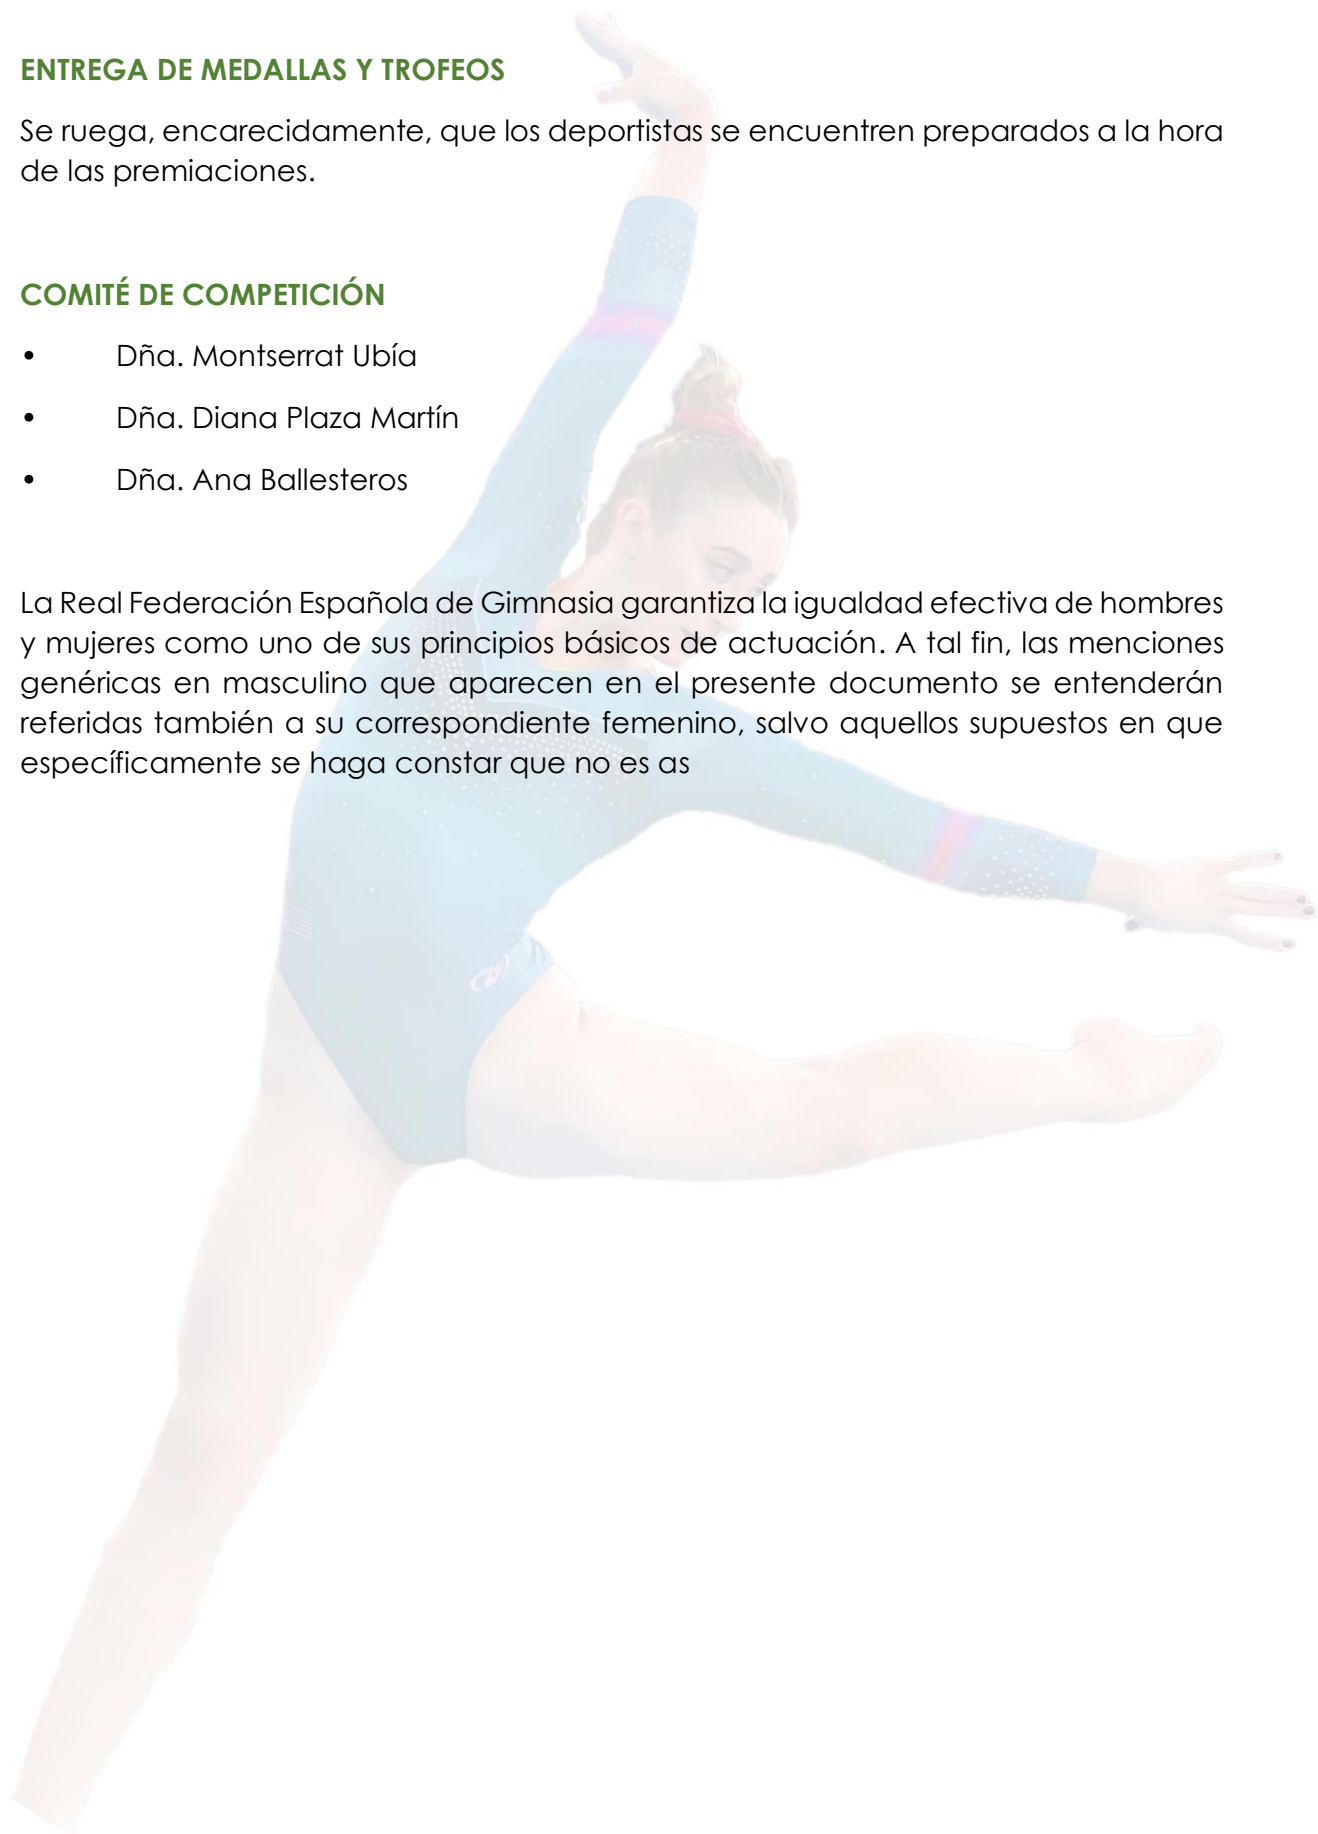 ENTREGA DE MEDALLAS Y TROFEOS
Se ruega, encarecidamente, que los deportistas se encuentren preparados a la hora
de las premiaciones.
COMITÉ DE COMPETICIÓN
• Dña. Montserrat Ubía
• Dña. Diana Plaza Martín
• Dña. Ana Ballesteros
La Real Federación Española de Gimnasia garantiza la igualdad efectiva de hombres
y mujeres como uno de sus principios básicos de actuación. A tal fin, las menciones
genéricas en masculino que aparecen en el presente documento se entenderán
referidas también a su correspondiente femenino, salvo aquellos supuestos en que
específicamente se haga constar que no es as